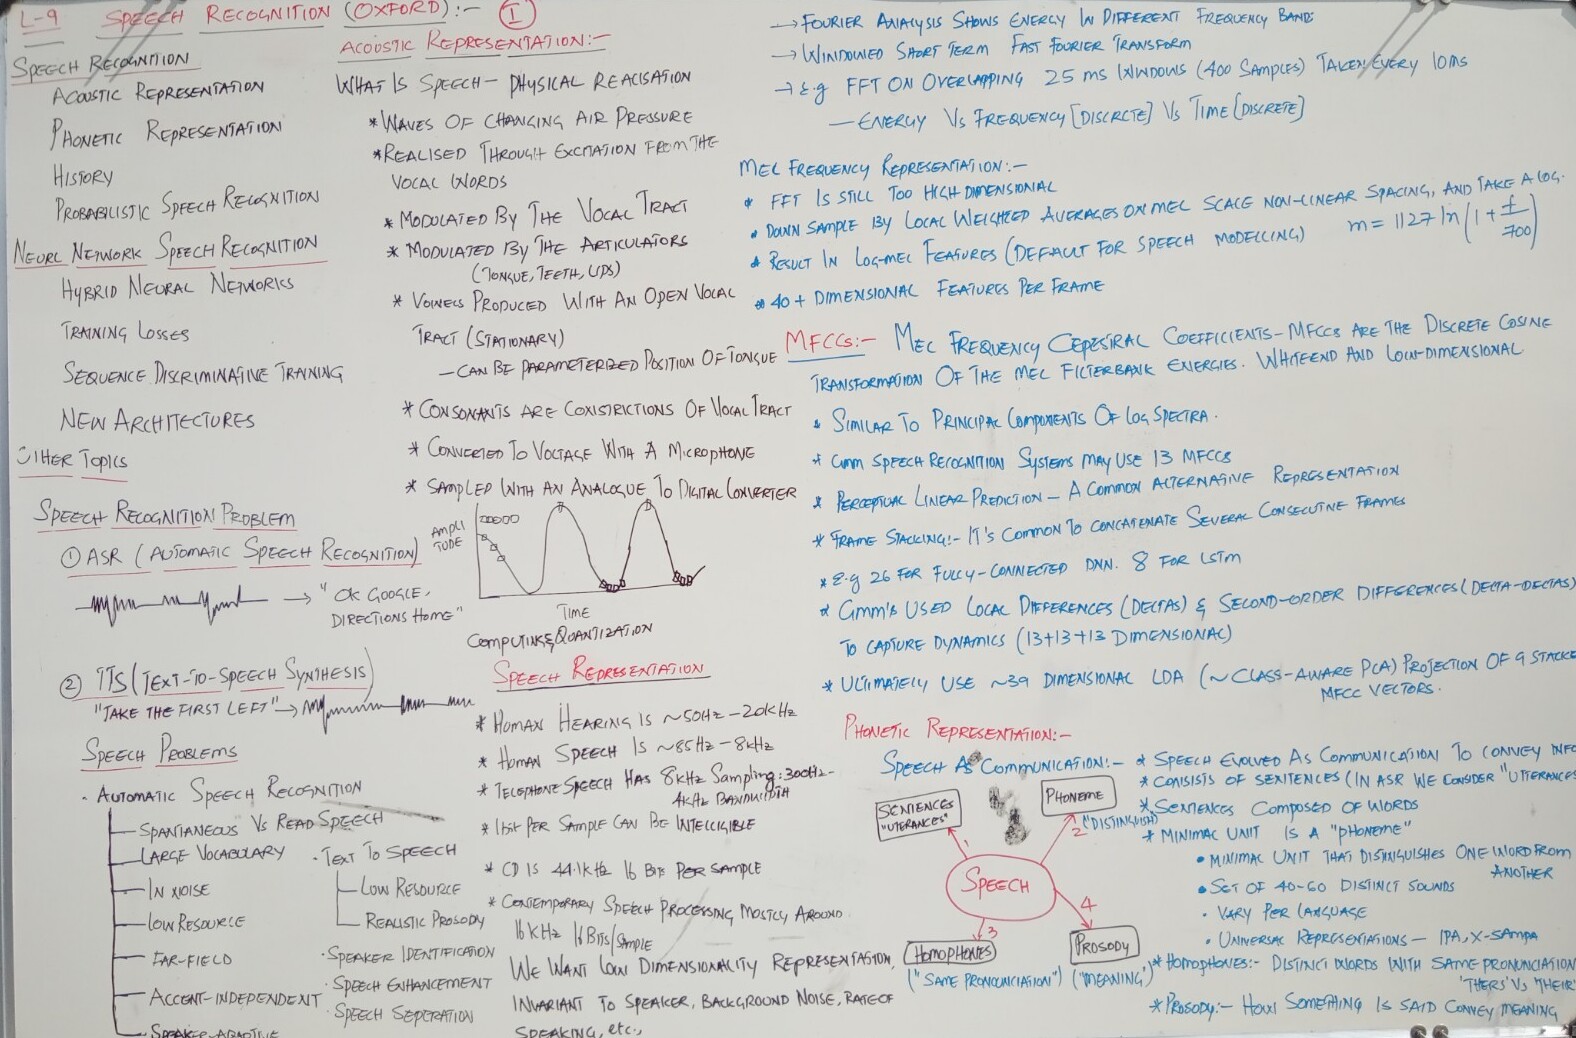 L-9 SPEECH RECOGNITION (OXFORD):- I
SPEECH RECOGNITION
ACOUSTIC REPRESENTATION
PHONETIC REPRESENTATION
HISTORY
PROBABILISTIC SPEECH RECOGNITION
NEURL NETWORK SPEECH RECOGNITION
HYBRID NEURAL NETWORKS
TRAINING LOSSES
SEQUENCE DISCRIMINATIVE TRAINING
NEW ARCHITECTURES
OTHER TOPICS
SPEECH RECOGNITION PROBLEM
① ASR (AUTOMATIC SPEECH RECOGNITION)
→ "OK GOOGLE,
DIRECTIONS HOME"
② TTS (TEXT-TO-SPEECH SYNTHESIS)
"TAKE THE FIRST LEFT" →
SPEECH PROBLEMS
· AUTOMATIC SPEECH RECOGNITION
SPANTIANEOUS VS READ SPEECH
LARGE VOCABULARY
IN NOISE
LOW RESOURCE
FAR-FIELD
ACCENT-INDEPENDENT
SPEAKER-ADAPTIVE
· TEXT TO SPEECH
LOW RESOURCE
REALISTIC PROSODY
· SPEAKER IDENTIFICATION
· SPEECH ENHANCEMENT
· SPEECH SEPERATION
ACOUSTIC REPRESENTATION:-
WHAT IS SPEECH - PHYSICAL REALISATION
* WAVES OF CHANGING AIR PRESSURE
* REALISED THROUGH EXCITATION FROM THE
VOCAL WORDS
* MODULATED BY THE VOCAL TRACT
* MODULATED BY THE ARTICULATORS
(TONGUE, TEETH, LIPS)
* VOWELS PRODUCED WITH AN OPEN VOCAL
TRACT (STATIONARY)
- CAN BE PARAMETERIZED POSITION OF TONGUE
* CONSONANTS ARE CONSTRICTIONS OF VOCAL TRACT
* CONVERTED TO VOLTAGE WITH A MICROPHONE
* SAMPLED WITH AN ANALOGUE TO DIGITAL CONVERTER
AMPLI
TUDE
TIME
COMPUTING QUANTIZATION
SPEECH REPRESENTATION
* HUMAN HEARING IS ~50HZ-20KHZ
* HUMAN SPEECH IS ~85HZ-8KHZ
* TELEPHONE SPEECH HAS 8KHZ SAMPLING: 300HZ-
4KHZ BANDWIDTH
* 1 bit PER SAMPLE CAN BE INTELLIGIBLE
* CD IS 44.1KHZ 16 BITS PER SAMPLE
* CONTEMPORARY SPEECH PROCESSING MOSTLY AROUND
16 KHZ 16 BITS/SAMPLE
WE WANT LOW DIMENSIONALITY REPRESENTATION,
INVARIANT TO SPEAKER, BACKGROUND NOISE, RATE OF
SPEAKING, etc.,
→ FOURIER ANALYSIS SHOWS ENERGY IN DIFFERENT FREQUENCY BANDS
→ WINDOWED SHORT TERM FAST FOURIER TRANSFORM
→ E.g FFT ON OVERLAPPING 25 ms WINDOWS (400 SAMPLES) TAKEN EVERY 10MS
- ENERGY VS FREQUENCY [DISCRETE] VS TIME [DISCRETE]
MEL FREQUENCY REPRESENTATION:-
* FFT IS STILL TOO HIGH DIMENSIONAL
* DOWN SAMPLE BY LOCAL WEIGHTED AVERAGES ON MEL SCALE NON-LINEAR SPACING, AND TAKE A LOG.
m = 1127 ln (1 + f/700)
* RESULT IN LOG-MEL FEATURES (DEFAULT FOR SPEECH MODELLING)
* 40 + DIMENSIONAL FEATURES PER FRAME
MFCCs:- MEL FREQUENCY CEPESTRAL COEFFICIENTS - MFCCS ARE THE DISCRETE COSINE
TRANSFORMATION OF THE MEL FILTERBANK ENERGIES. WHITEEND AND LOW-DIMENSIONAL
* SIMILAR TO PRINCIPAL COMPONENTS OF LOG SPECTRA.
* GMM SPEECH RECOGNITION SYSTEMS MAY USE 13 MFCCS
* PERCEPTUAL LINEAR PREDICTION - A COMMON ALTERNATIVE REPRESENTATION
* FRAME STACKING:- IT'S COMMON TO CONCATENATE SEVERAL CONSECUTIVE FRAMES
* E.g 26 FOR FULLY-CONNECTED DNN. 8 FOR LSTM
* GMM'S USED LOCAL DIFFERENCES (DELTAS) & SECOND-ORDER DIFFERENCES (DELTA-DELTAS)
TO CAPTURE DYNAMICS (13+13+13 DIMENSIONAL)
* ULTIMATELY USE ~39 DIMENSIONAL LDA (~CLASS-AWARE PCA) PROJECTION OF 9 STACKE
MFCC VECTORS.
PHONETIC REPRESENTATION:-
SPEECH AS COMMUNICATION:- * SPEECH EVOLVED AS COMMUNICATION TO CONVEY INFO
* CONSISTS OF SENTENCES (IN ASR WE CONSIDER "UTTERANCES
* SENTENCES COMPOSED OF WORDS
* MINIMAL UNIT IS A "PHONEME"
• MINIMAL UNIT THAT DISTINGUISHES ONE WORD FROM
ANOTHER
• SET OF 40-60 DISTINCT SOUNDS
· VARY PER LANGUAGE
· UNIVERSAL REPRESENTATIONS - IPA, X-SAMPA
* HOMOPHONES:- DISTINCT WORDS WITH SAME PRONUNCIATION
'THERS' VS 'THEIR'
* PROSODY:- HOW SOMETHING IS SAID CONVEY MEANING
SENTENCES
"UTERANCES"
1
PHONEME
2 ("DISTINGUISH)
SPEECH
3
HOMOPHONES
("SAME PRONOUNCIATION")
4
PROSODY
("MEANING")